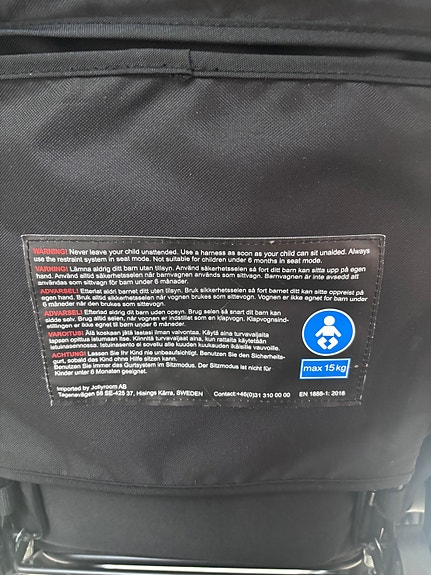 WARNING! Never leave your child unattended. Use a harness as soon as your child can sit unaided. Always
use the restraint system in seat mode. Not suitable for children under 6 months in seat mode.
VARNING! Lämna aldrig ditt barn utan tillsyn. Använd säkerhetsselen så fort ditt barn kan sitta upp på egen
hand. Använd alltid säkerhetsselen när barnvagnen används som sittvagn. Barnvagnen är inte avsedd att
användas som sittvagn för barn under 6 månader.
ADVARSEL! Etterlat aldri barnet ditt uten tilsyn. Bruk sikkerhetsselen så fort barnet ditt kan sitte oppreist på
egen hand. Bruk alltid sikkerhetsselen når vognen brukes som sittevogn. Vognen er ikke egnet for barn under
6 måneder når den brukes som sittevogn.
ADVARSEL! Efterlad aldrig dit barn uden opsyn. Brug selen så snart dit barn kan
sidde selv. Brug altid selen, når vognen er indstillet som en klapvogn. Klapvognsind-
stillingen er ikke egnet til børn under 6 måneder.
VAROITUS! Älä koskaan jätä lastasi ilman valvontaa. Käytä aina turvavaljaita
lapsen opittua istumaan itse. Kiinnitä turvavaljaat aina, kun rattaita käytetään
istuinasennossa. Istuinasento ei sovellu alle kuuden kuukauden ikäisille vauvoille.
ACHTUNG! Lassen Sie Ihr Kind nie unbeaufsichtigt. Benutzen Sie den Sicherheits-
gurt, sobald das Kind ohne Hilfe sitzen kann.
Benutzen Sie immer das Gurtsystem im Sitzmodus. Der Sitzmodus ist nicht für
Kinder unter 6 Monaten geeignet.
max 15 kg
Imported by Jollyroom AB
Tagenevägen 58 SE-425 37, Hisings Kärra, SWEDEN Contact:+46(0)31 310 00 00 EN 1888-1: 2018